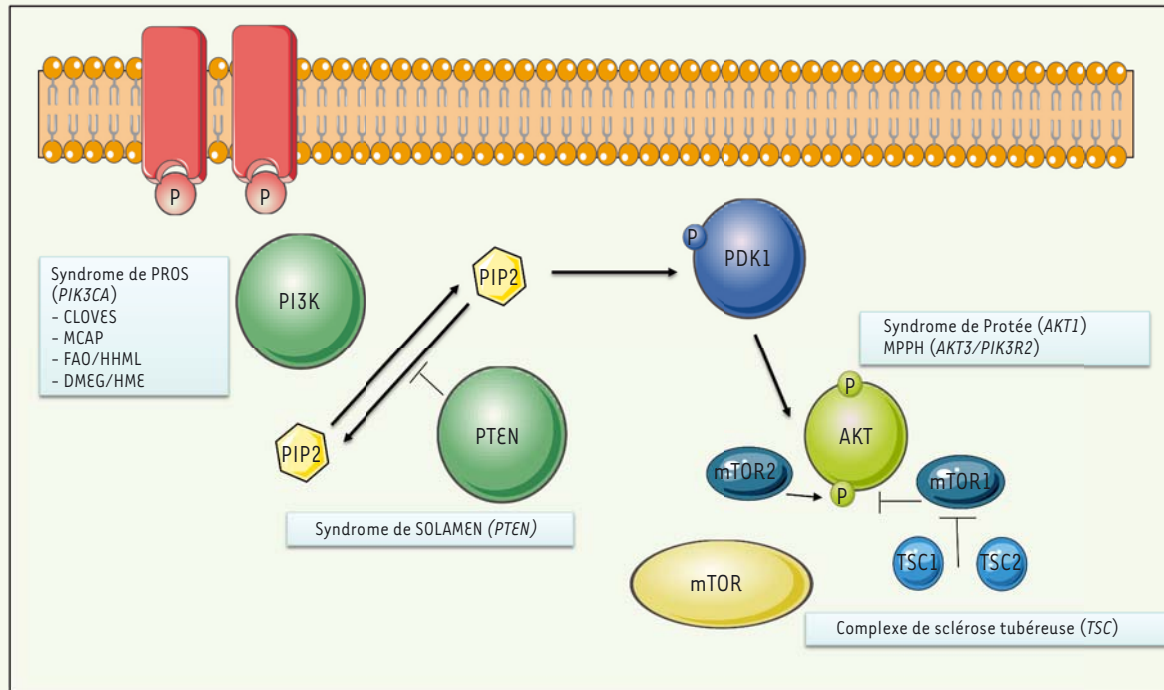 P
P
Syndrome de PROS
(PIK3CA)
- CLOVES
- MCAP
- FAO/HHML
- DMEG/HME
PI3K
PIP2
P
PDK1
Syndrome de Protée (AKT1)
MPPH (AKT3/PIK3R2)
PIP2
PTEN
P
AKT
mTOR2
P
mTOR1
Syndrome de SOLAMEN (PTEN)
TSC1
TSC2
mTOR
Complexe de sclérose tubéreuse (TSC)